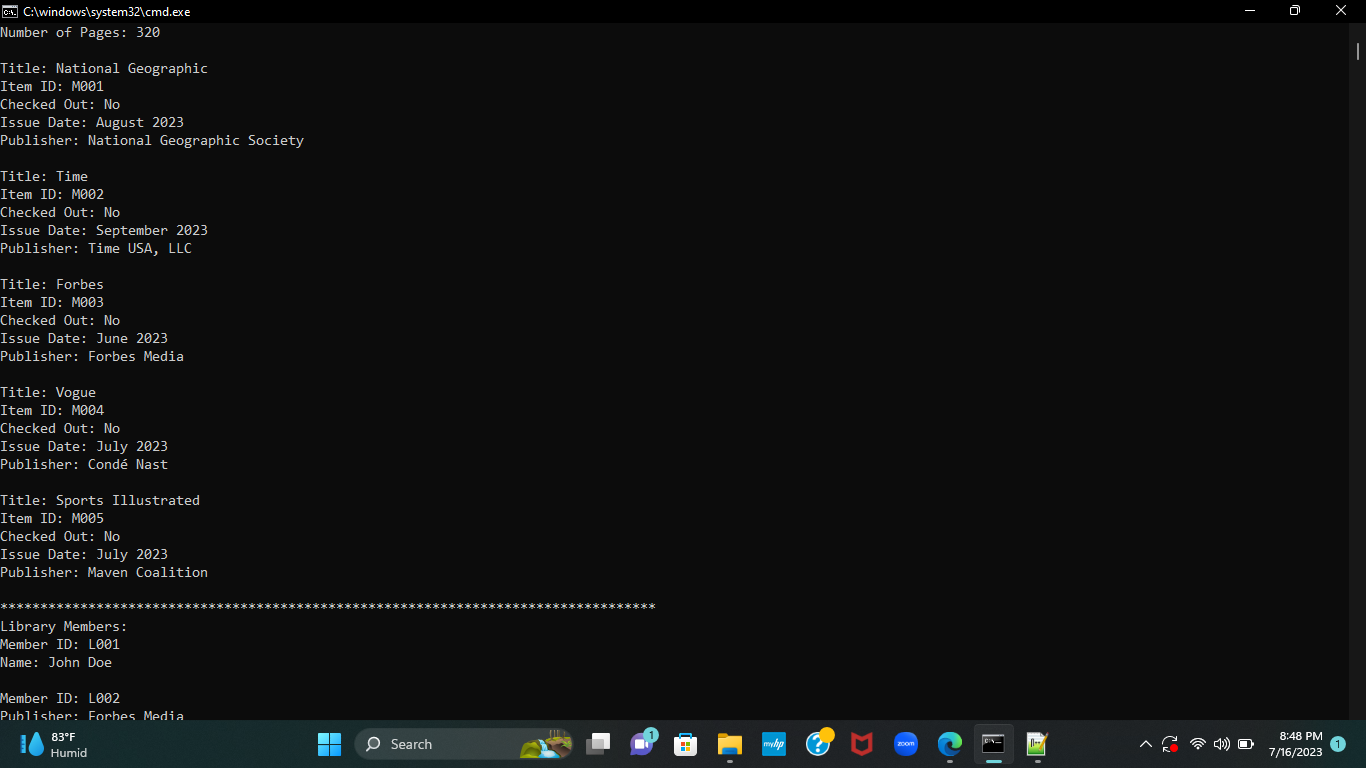 C:\windows\system32\cmd.exe
Number of Pages: 320
Title: National Geographic
Item ID: M001
Checked Out: No
Issue Date: August 2023
Publisher: National Geographic Society
Title: Time
Item ID: M002
Checked Out: No
Issue Date: September 2023
Publisher: Time USA, LLC
Title: Forbes
Item ID: M003
Checked Out: No
Issue Date: June 2023
Publisher: Forbes Media
Title: Vogue
Item ID: M004
Checked Out: No
Issue Date: July 2023
Publisher: Condé Nast
Title: Sports Illustrated
Item ID: M005
Checked Out: No
Issue Date: July 2023
Publisher: Maven Coalition
**********************************************************************************
Library Members:
Member ID: L001
Name: John Doe
Member ID: L002
Publisher: Forbes Media
83°F
Humid
Search
1
myhp
zoom
8:48 PM
7/16/2023
1